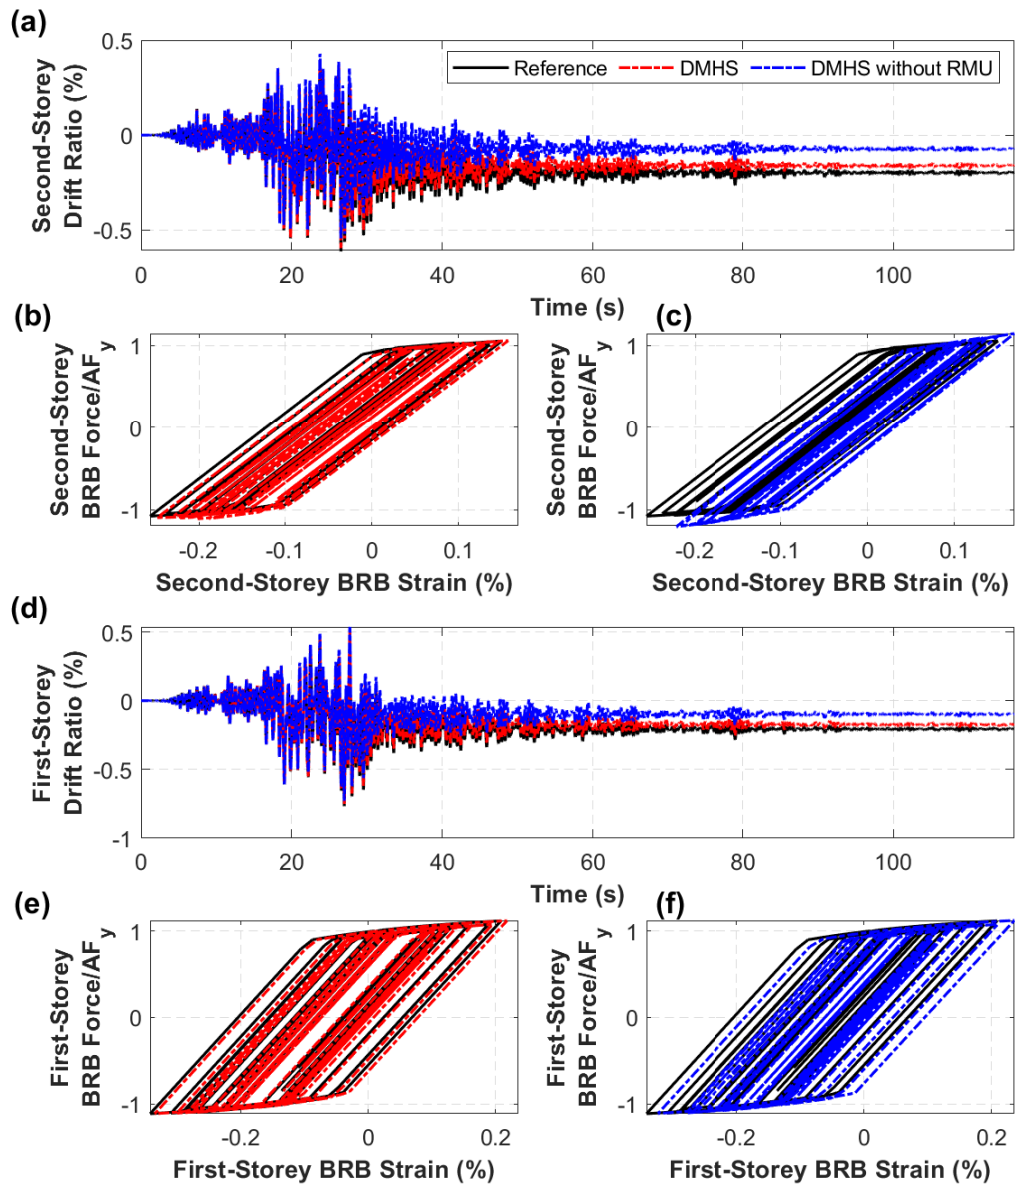 (a)
Second-Storey
Drift Ratio (%)
0.5
0
-0.5
Reference DMHS DMHS without RMU
0 20 40 60 80 100
Time (s)
(b)
Second-Storey
BRB Force/AF y
1
0
-1
-0.2 -0.1 0 0.1
Second-Storey BRB Strain (%)
(c)
Second-Storey
BRB Force/AF y
1
0
-1
-0.2 -0.1 0 0.1
Second-Storey BRB Strain (%)
(d)
First-Storey
Drift Ratio (%)
0.5
0
-0.5
-1
0 20 40 60 80 100
Time (s)
(e)
First-Storey
BRB Force/AF y
1
0
-1
-0.2 0 0.2
First-Storey BRB Strain (%)
(f)
First-Storey
BRB Force/AF y
1
0
-1
-0.2 0 0.2
First-Storey BRB Strain (%)